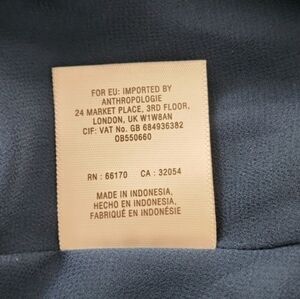 FOR EU: IMPORTED BY
ANTHROPOLOGIE
24 MARKET PLACE, 3RD FLOOR,
LONDON, UK W1W8AN
CIF: VAT No. GB 684936382
DB550660
RN : 66170 CA : 32054
MADE IN INDONESIA,
HECHO EN INDONESIA,
FABRIQUÉ EN INDONÉSIE